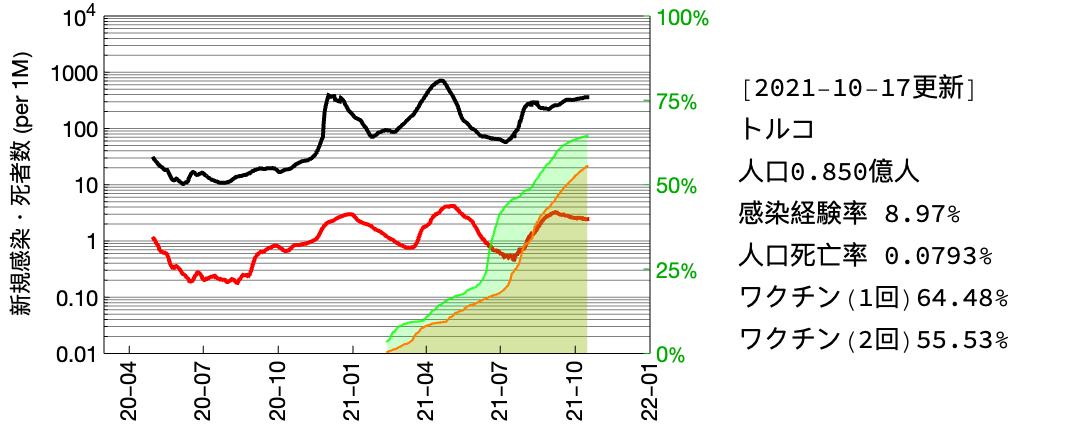 10^4
1000
100
10
1
0.10
0.01
新規感染・死者数 (per 1M)
100%
75%
50%
25%
0%
20-04
20-07
20-10
21-01
21-04
21-07
21-10
22-01
[2021-10-17更新]
トルコ
人口0.850億人
感染経験率 8.97%
人口死亡率 0.0793%
ワクチン(1回)64.48%
ワクチン(2回)55.53%